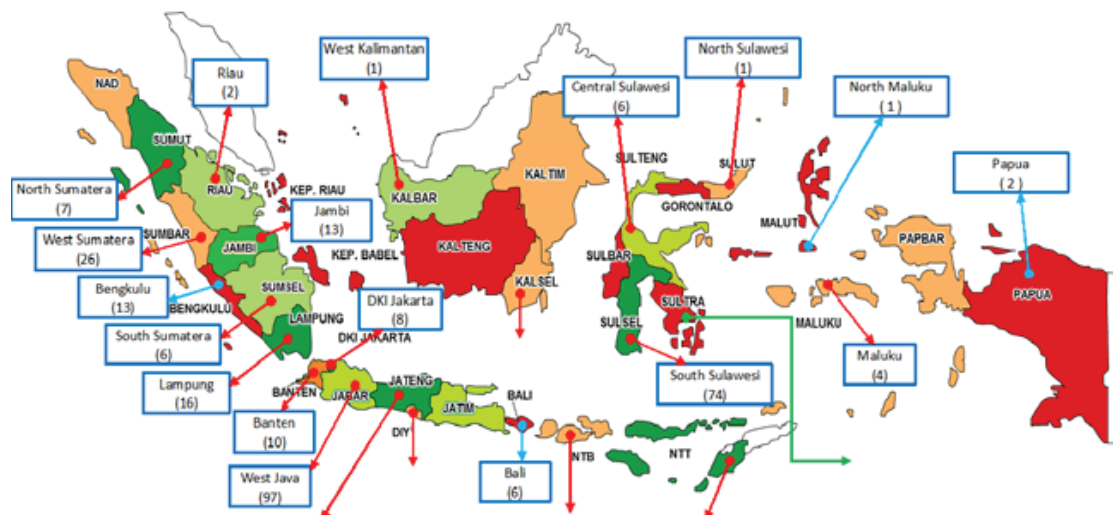 West Kalimantan
(1)
North Sulawesi
(1)
Riau
(2)
Central Sulawesi
(6)
North Maluku
( 1 )
NAD
SUMUT
SULTENG
SULUT
KALTIM
Papua
( 2 )
North Sumatera
(7)
RIAU
KEP. RIAU
KALBAR
GORONTALO
MALUT
Jambi
(13)
SUMBAR
West Sumatera
(26)
JAMBI
KEP. BABEL
KALTENG
SULBAR
PAPBAR
Bengkulu
(13)
SUMSEL
KALSEL
DKI Jakarta
(8)
BENGKULU
SULTRA
PAPUA
LAMPUNG
SULSEL
MALUKU
South Sumatera
(6)
DKI JAKARTA
Maluku
(4)
South Sulawesi
(74)
Lampung
(16)
BANTEN
JABAR
JATENG
JATIM
BALI
Banten
(10)
DIY
NTB
NTT
West Java
(97)
Bali
(6)